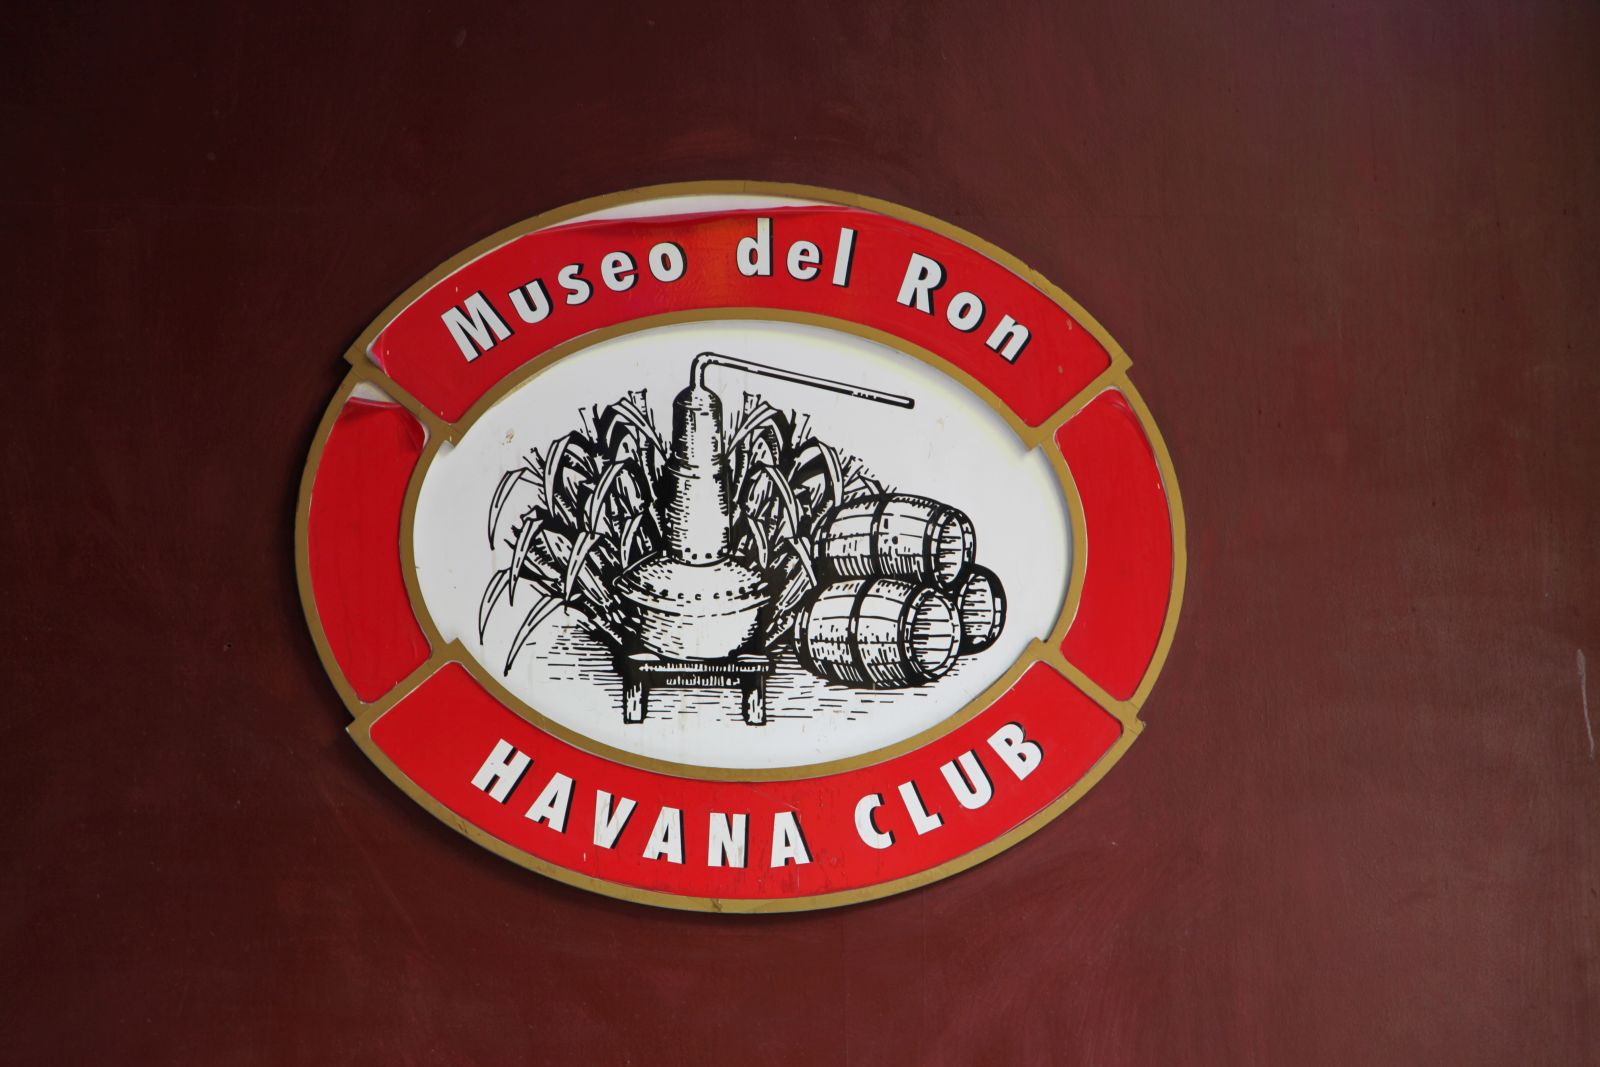 Museo del Ron
HAVANA CLUB